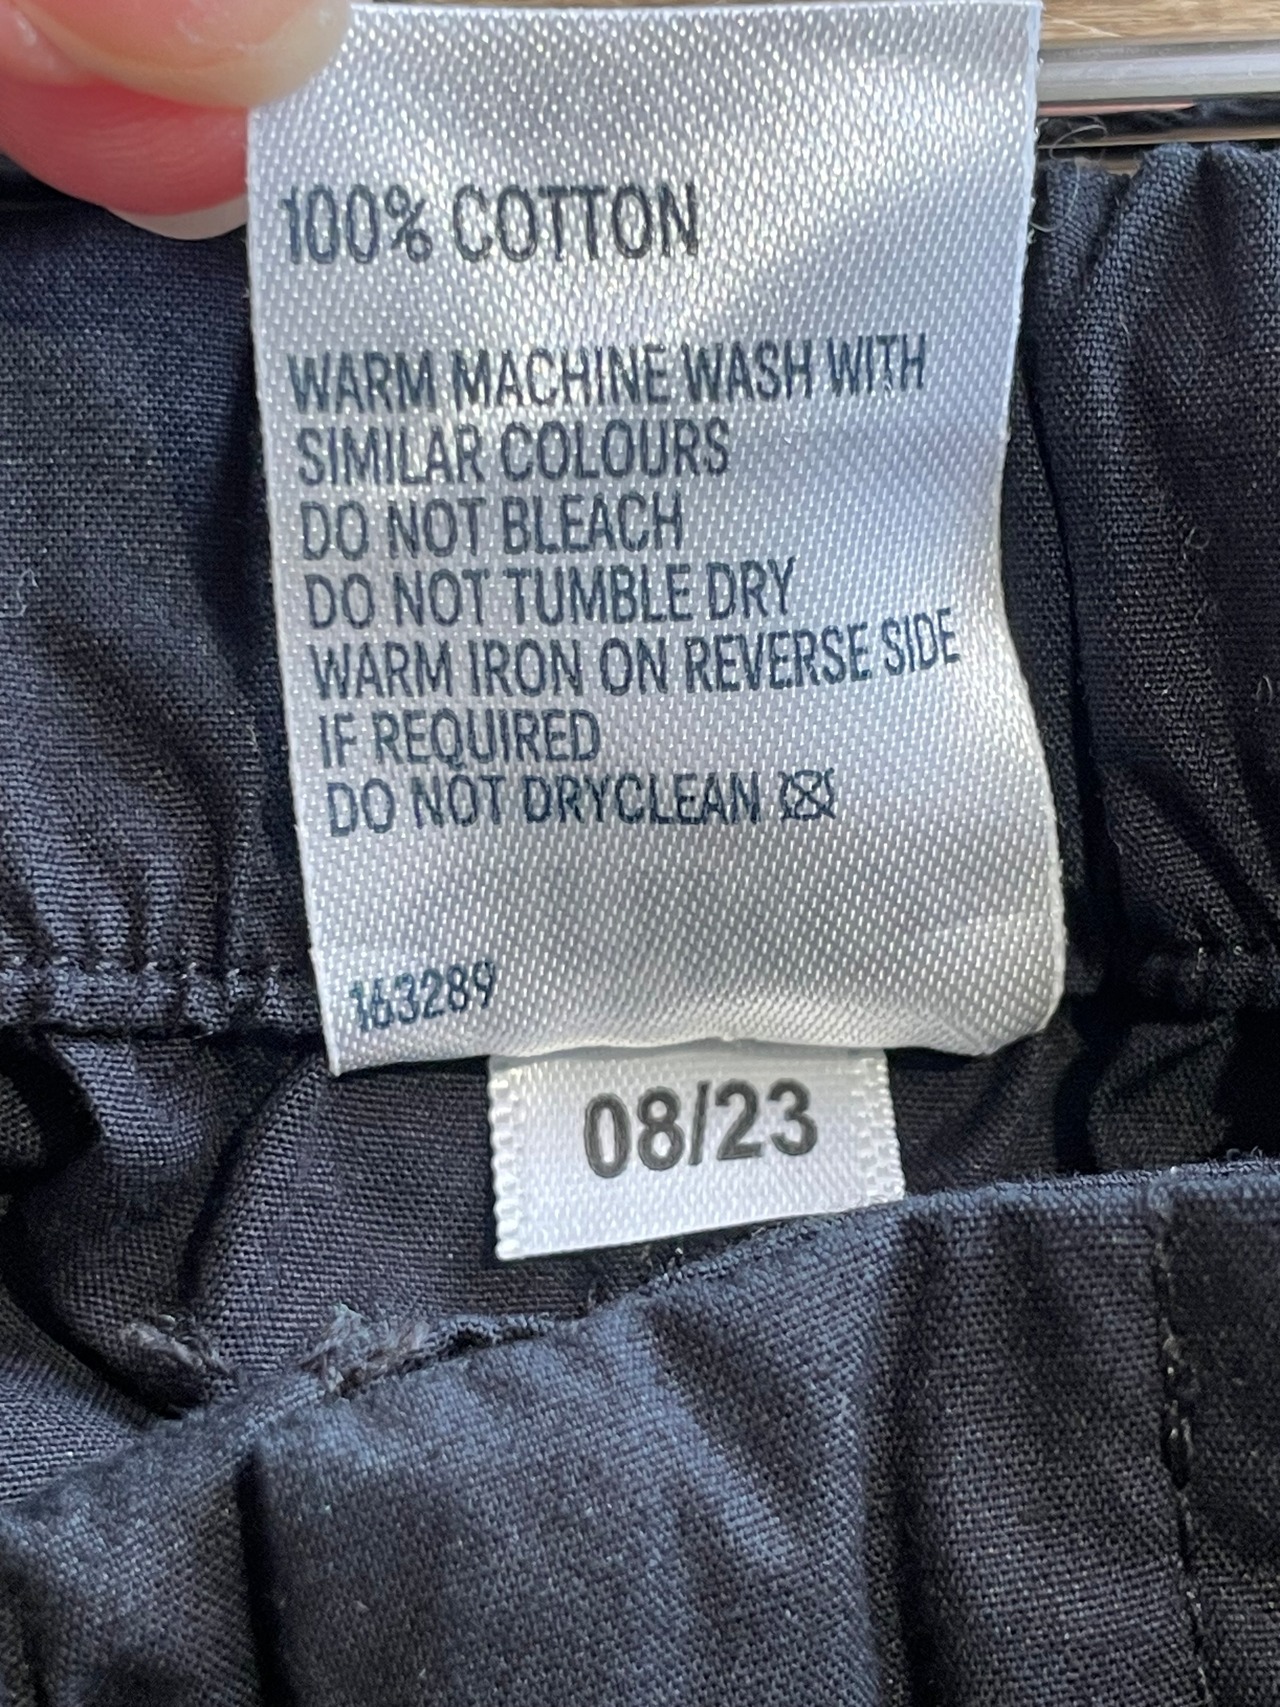 100% COTTON
WARM MACHINE WASH WITH
SIMILAR COLOURS
DO NOT BLEACH
DO NOT TUMBLE DRY
WARM IRON ON REVERSE SIDE
IF REQUIRED
DO NOT DRYCLEAN
163289
08/23